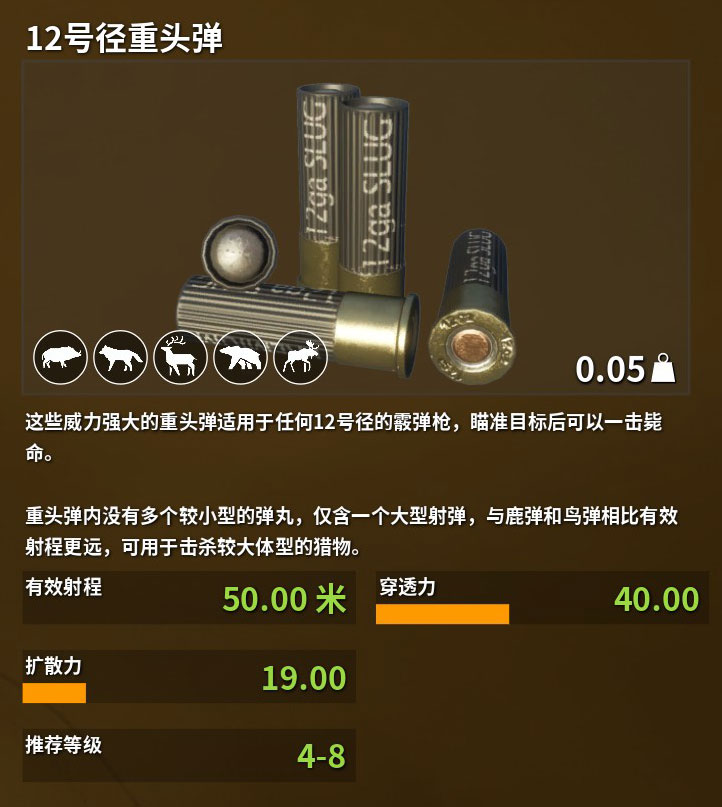 12号径重头弹
12ga SLUG
12ga SLUG
0.05
这些威力强大的重头弹适用于任何12号径的霰弹枪，瞄准目标后可以一击毙
命。
重头弹内没有多个较小型的弹丸，仅含一个大型射弹，与鹿弹和鸟弹相比有效
射程更远，可用于击杀较大体型的猎物。
有效射程
50.00 米
穿透力
40.00
扩散力
19.00
推荐等级
4-8